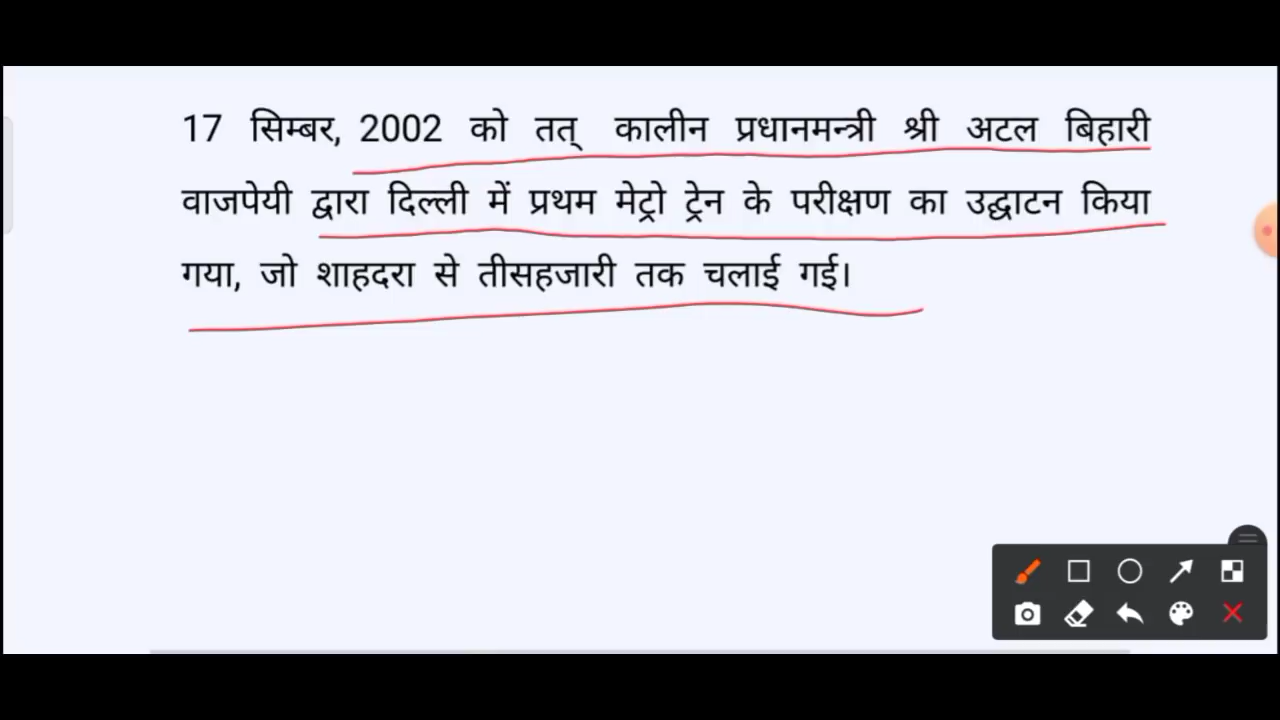 17 सिम्बर, 2002 को तत् कालीन प्रधानमन्त्री श्री अटल बिहारी
वाजपेयी द्वारा दिल्ली में प्रथम मेट्रो ट्रेन के परीक्षण का उद्घाटन किया
गया, जो शाहदरा से तीसहजारी तक चलाई गई।